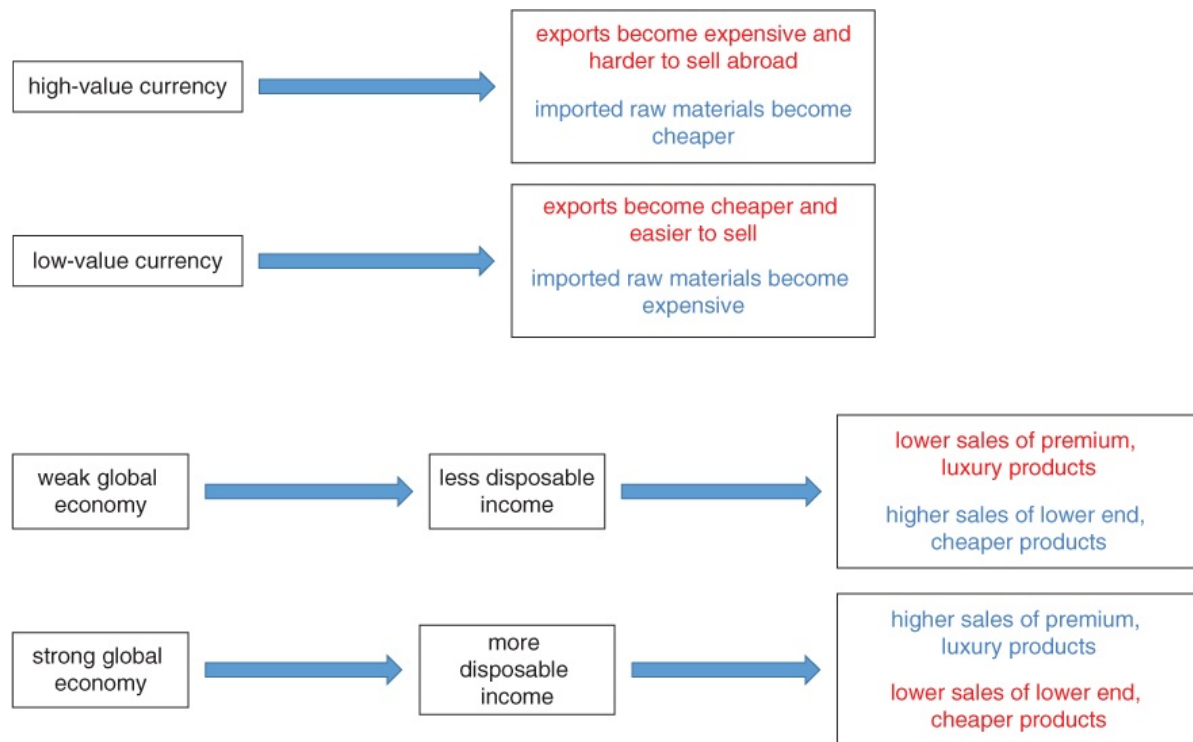 high-value currency
exports become expensive and
harder to sell abroad
imported raw materials become
cheaper
low-value currency
exports become cheaper and
easier to sell
imported raw materials become
expensive
weak global
economy
less disposable
income
lower sales of premium,
luxury products
higher sales of lower end,
cheaper products
strong global
economy
more
disposable
income
higher sales of premium,
luxury products
lower sales of lower end,
cheaper products